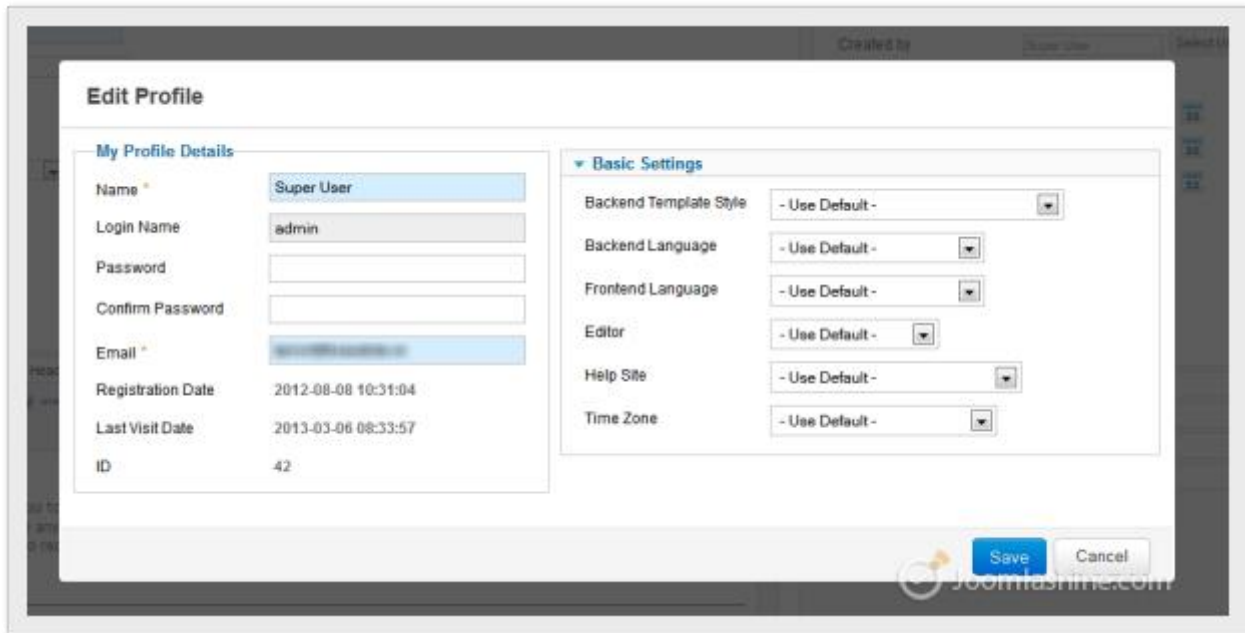 Created by
Super User
Edit Profile
My Profile Details
Name *
Super User
Login Name
admin
Password
Confirm Password
Email *
Registration Date
2012-08-08 10:31:04
Last Visit Date
2013-03-06 08:33:57
ID
42
Basic Settings
Backend Template Style
- Use Default -
Backend Language
- Use Default -
Frontend Language
- Use Default -
Editor
- Use Default -
Help Site
- Use Default -
Time Zone
- Use Default -
Save
Cancel
Joomlashine.com